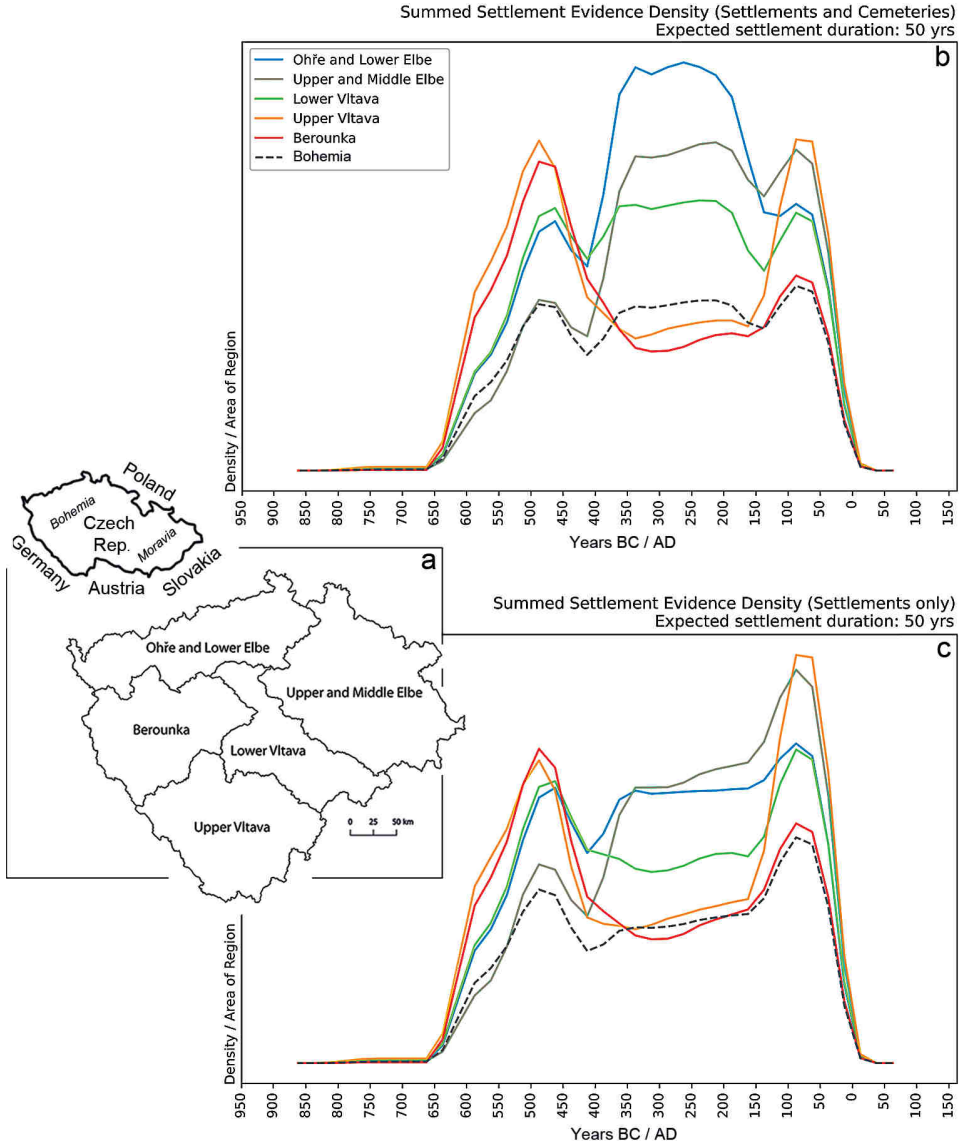 Summed Settlement Evidence Density (Settlements and Cemeteries)
Expected settlement duration: 50 yrs
b
Ohře and Lower Elbe
Upper and Middle Elbe
Lower Vltava
Upper Vltava
Berounka
Bohemia
Density / Area of Region
950 900 850 800 750 700 650 600 550 500 450 400 350 300 250 200 150 100 50 0 50 100 150
Years BC / AD
Poland
Bohemia
Czech
Rep.
Moravia
Germany
Austria
Slovakia
a
Ohře and Lower Elbe
Upper and Middle Elbe
Berounka
Lower Vltava
Upper Vltava
0 25 50 km
Summed Settlement Evidence Density (Settlements only)
Expected settlement duration: 50 yrs
c
Density / Area of Region
950 900 850 800 750 700 650 600 550 500 450 400 350 300 250 200 150 100 50 0 50 100 150
Years BC / AD